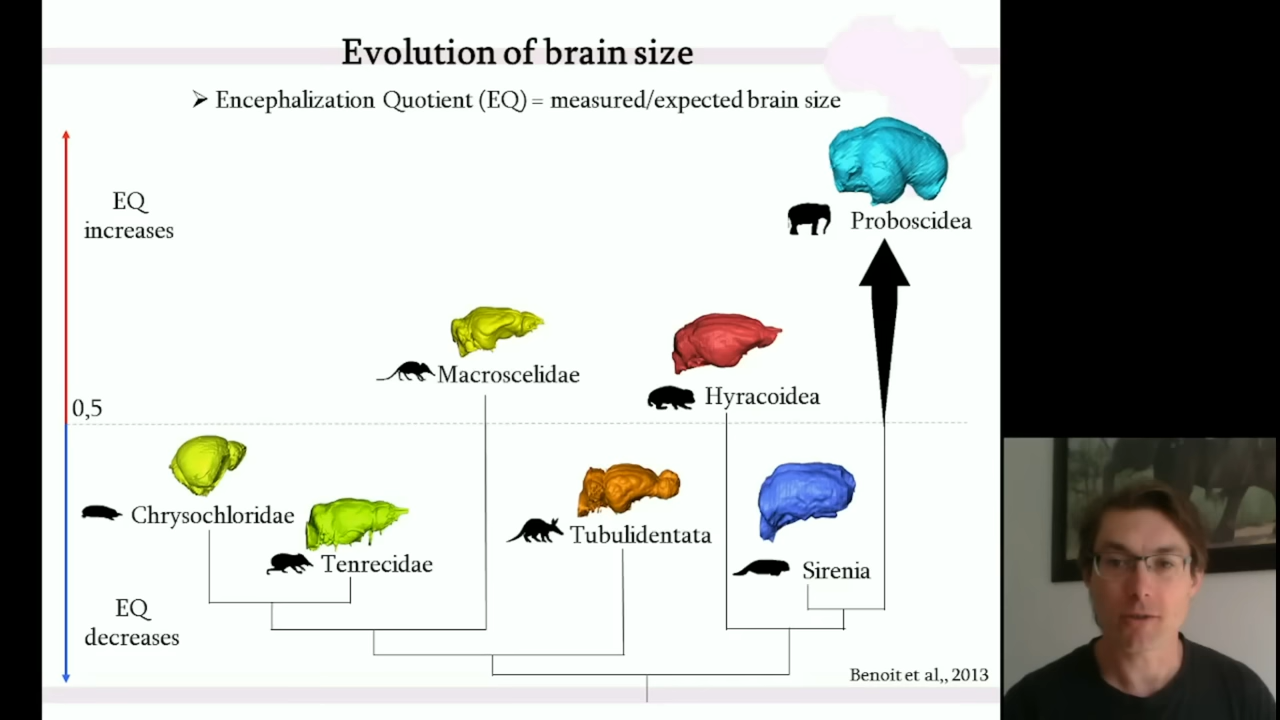 Evolution of brain size
➢ Encephalization Quotient (EQ) = measured/expected brain size
EQ
increases
Proboscidea
Macroscelidae
Hyracoidea
0,5
Chrysochloridae
Tenrecidae
Tubulidentata
Sirenia
EQ
decreases
Benoit et al,, 2013